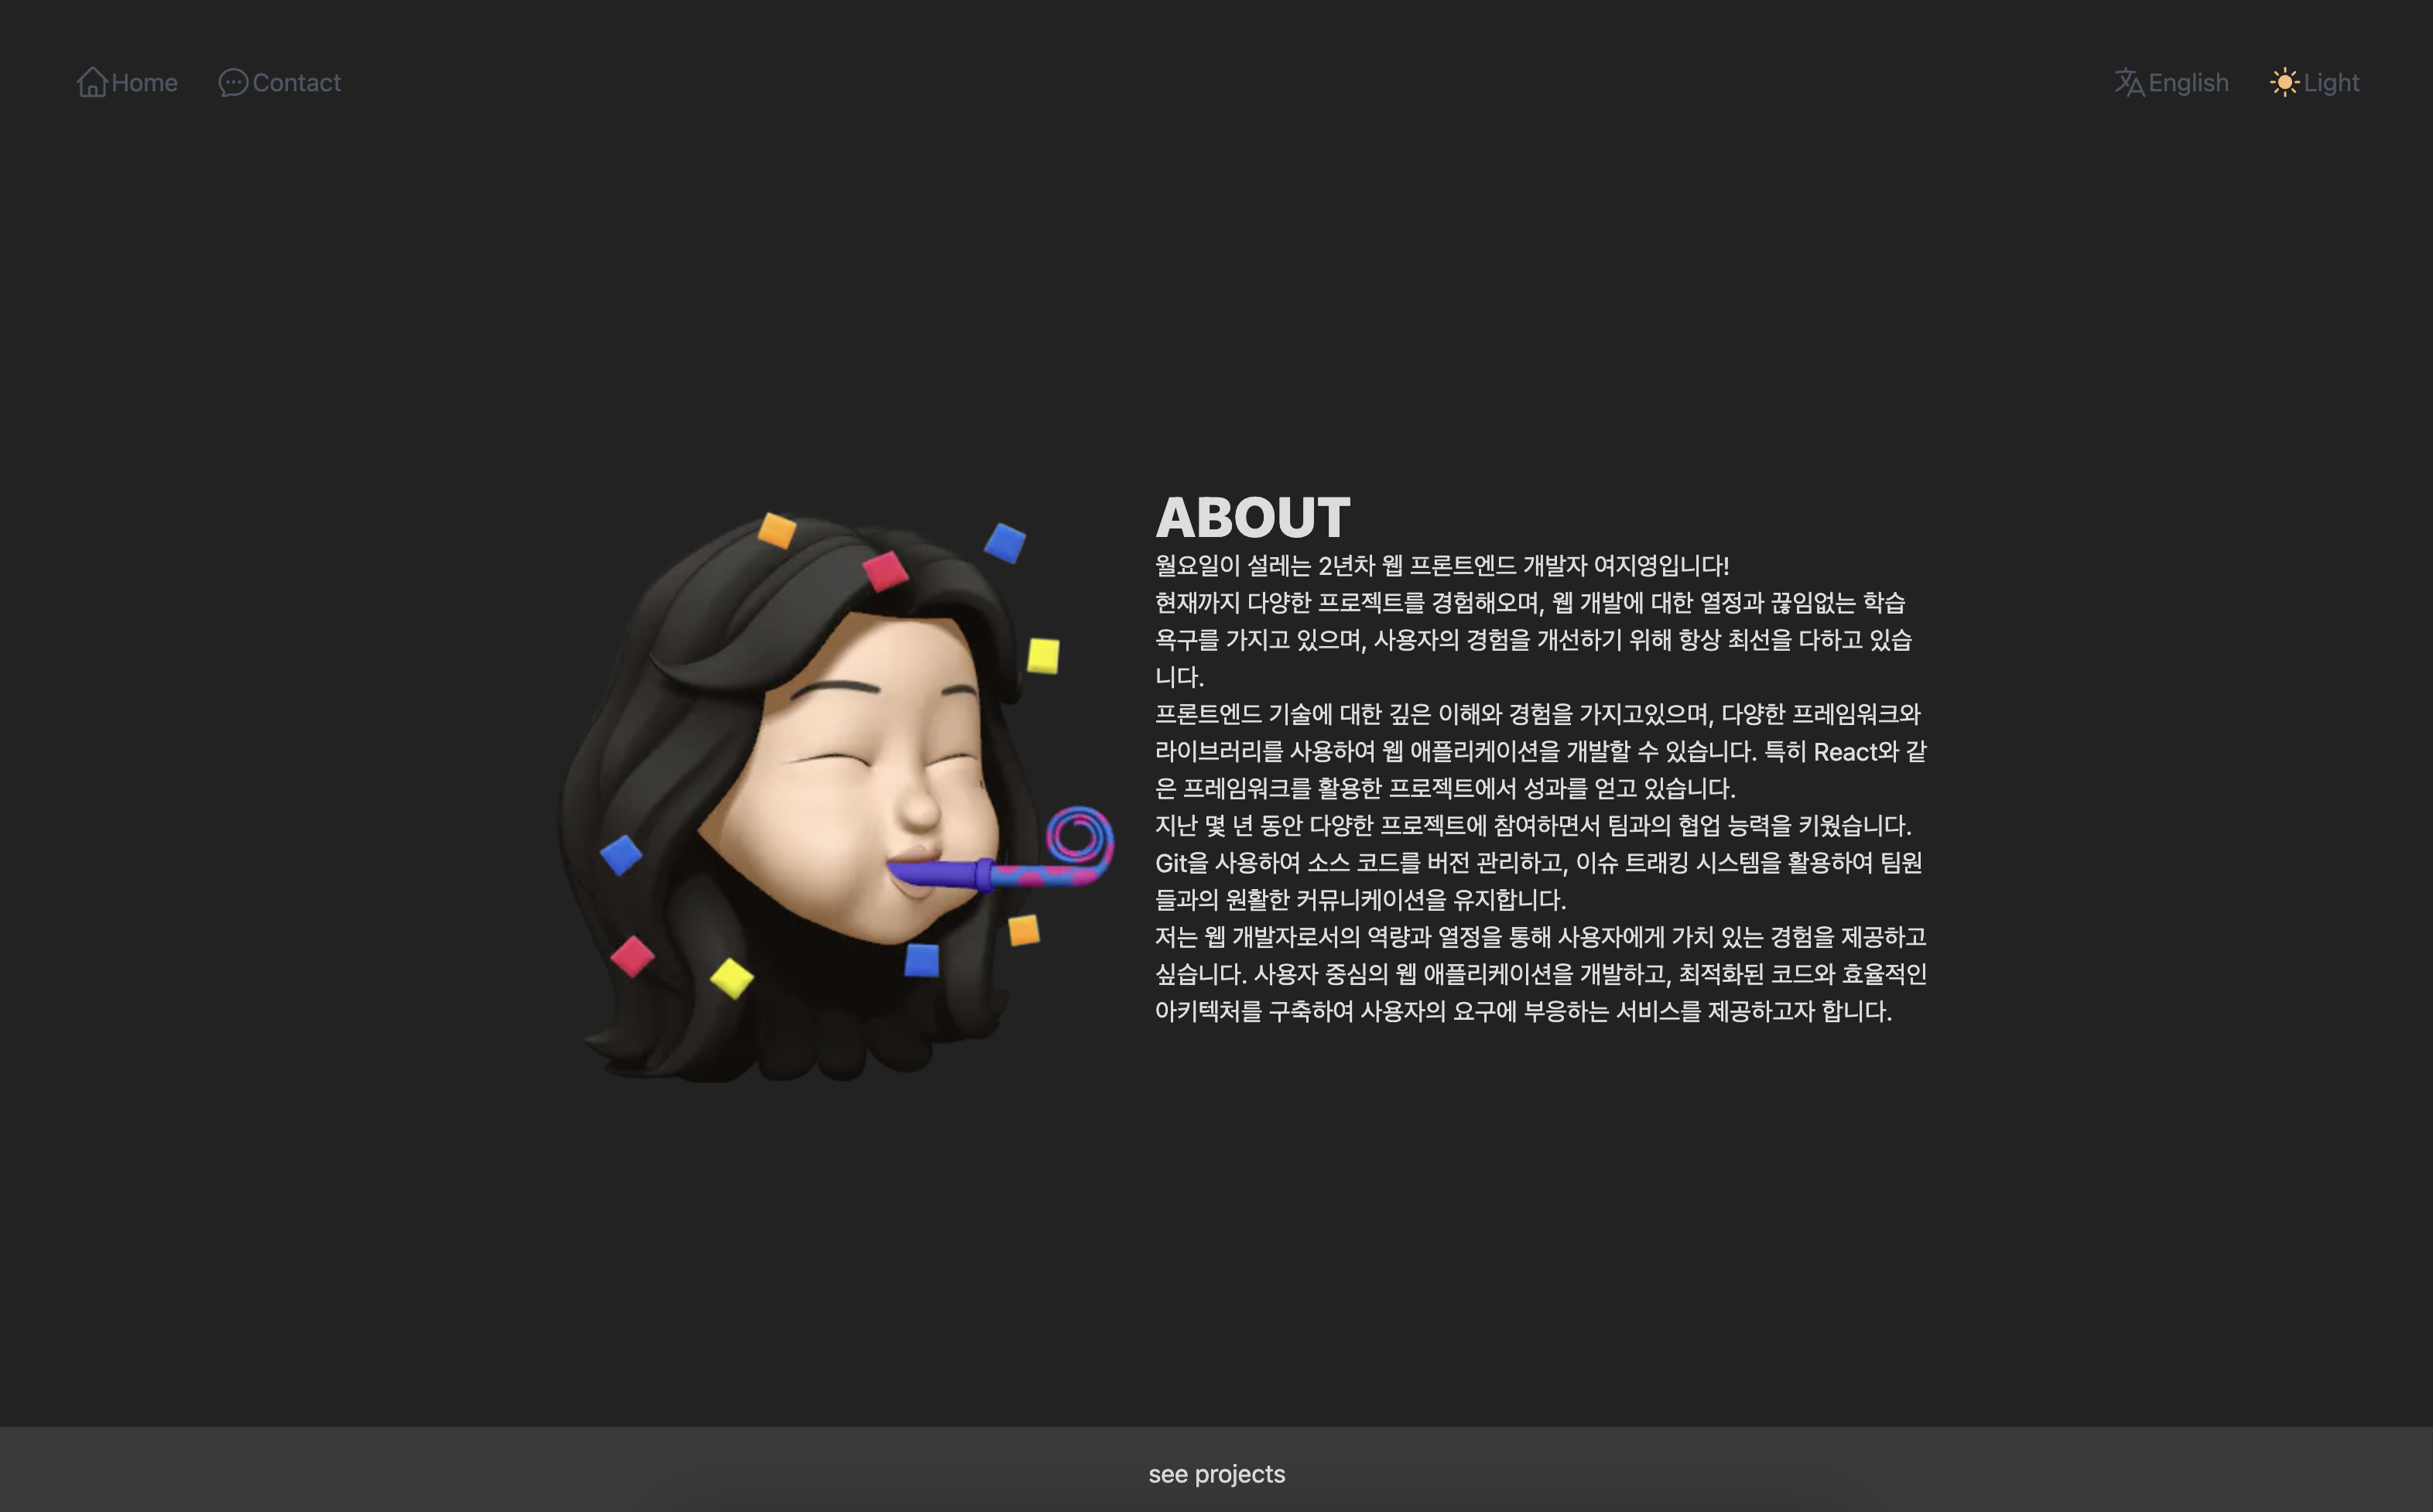 Home
Contact
English
Light
ABOUT
월요일이 설레는 2년차 웹 프론트엔드 개발자 여지영입니다!
현재까지 다양한 프로젝트를 경험해오며, 웹 개발에 대한 열정과 끊임없는 학습
욕구를 가지고 있으며, 사용자의 경험을 개선하기 위해 항상 최선을 다하고 있습
니다.
프론트엔드 기술에 대한 깊은 이해와 경험을 가지고있으며, 다양한 프레임워크와
라이브러리를 사용하여 웹 애플리케이션을 개발할 수 있습니다. 특히 React와 같
은 프레임워크를 활용한 프로젝트에서 성과를 얻고 있습니다.
지난 몇 년 동안 다양한 프로젝트에 참여하면서 팀과의 협업 능력을 키웠습니다.
Git을 사용하여 소스 코드를 버전 관리하고, 이슈 트래킹 시스템을 활용하여 팀원
들과의 원활한 커뮤니케이션을 유지합니다.
저는 웹 개발자로서의 역량과 열정을 통해 사용자에게 가치 있는 경험을 제공하고
싶습니다. 사용자 중심의 웹 애플리케이션을 개발하고, 최적화된 코드와 효율적인
아키텍처를 구축하여 사용자의 요구에 부응하는 서비스를 제공하고자 합니다.
see projects